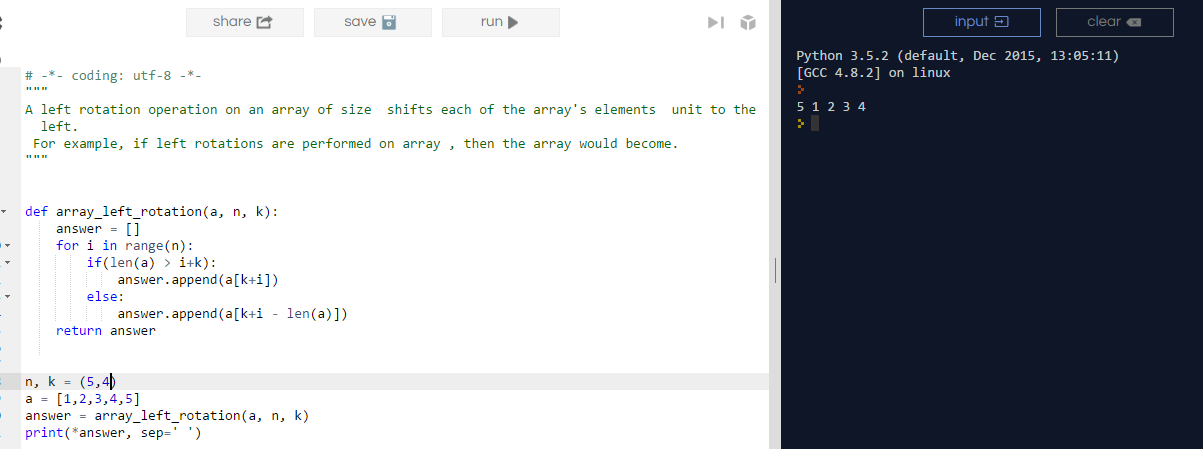 share
save
run
input
clear
# -*- coding: utf-8 -*-
"""
A left rotation operation on an array of size  shifts each of the array's elements  unit to the
left.
For example, if left rotations are performed on array , then the array would become.
"""
def array_left_rotation(a, n, k):
answer = []
for i in range(n):
if(len(a) > i+k):
answer.append(a[k+i])
else:
answer.append(a[k+i - len(a)])
return answer
n, k = (5,4)
a = [1,2,3,4,5]
answer = array_left_rotation(a, n, k)
print(*answer, sep=' ')
Python 3.5.2 (default, Dec 2015, 13:05:11)
[GCC 4.8.2] on linux
5 1 2 3 4